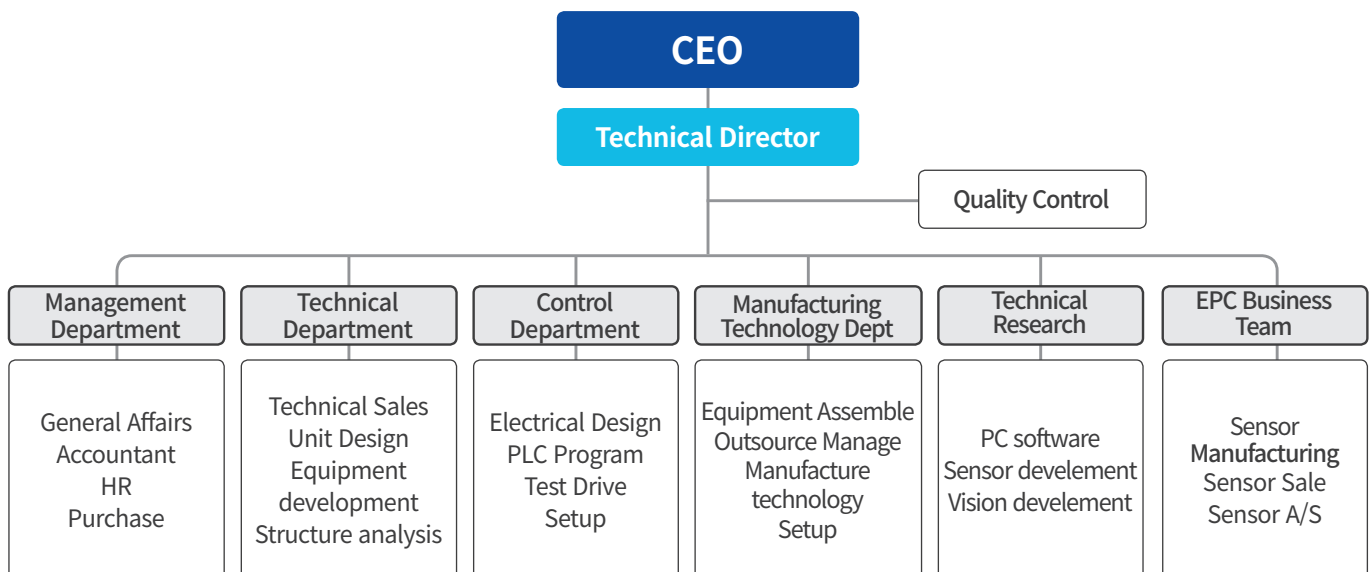 CEO
Technical Director
Quality Control
Management
Department
Technical
Department
Control
Department
Manufacturing
Technology Dept
Technical
Research
EPC Business
Team
General Affairs
Accountant
HR
Purchase
Technical Sales
Unit Design
Equipment
development
Structure analysis
Electrical Design
PLC Program
Test Drive
Setup
Equipment Assemble
Outsource Manage
Manufacture
technology
Setup
PC software
Sensor develement
Vision develement
Sensor
Manufacturing
Sensor Sale
Sensor A/S